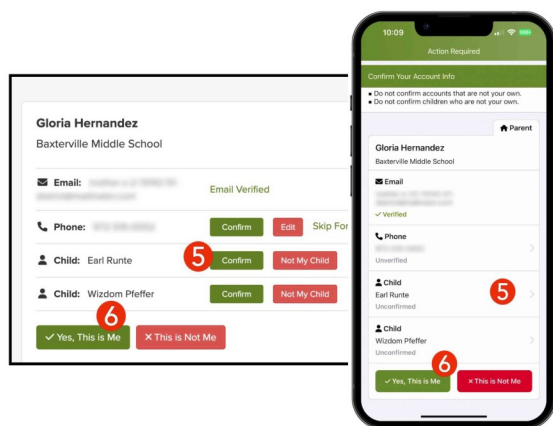 Gloria Hernandez
Baxterville Middle School
Email:
Email Verified
Phone:
Confirm
Edit
Skip For
Child: Earl Runte
5
Confirm
Not My Child
Child: Wizdom Pfeffer
Confirm
Not My Child
6
✓ Yes, This is Me
× This is Not Me
10:09
Action Required
Confirm Your Account Info
▪ Do not confirm accounts that are not your own.
▪ Do not confirm children who are not your own.
Parent
Gloria Hernandez
Baxterville Middle School
Email
✓ Verified
Phone
Unverified
Child
Earl Runte
5
Unconfirmed
Child
Wizdom Pfeffer
Unconfirmed
6
✓ Yes, This is Me
× This is Not Me